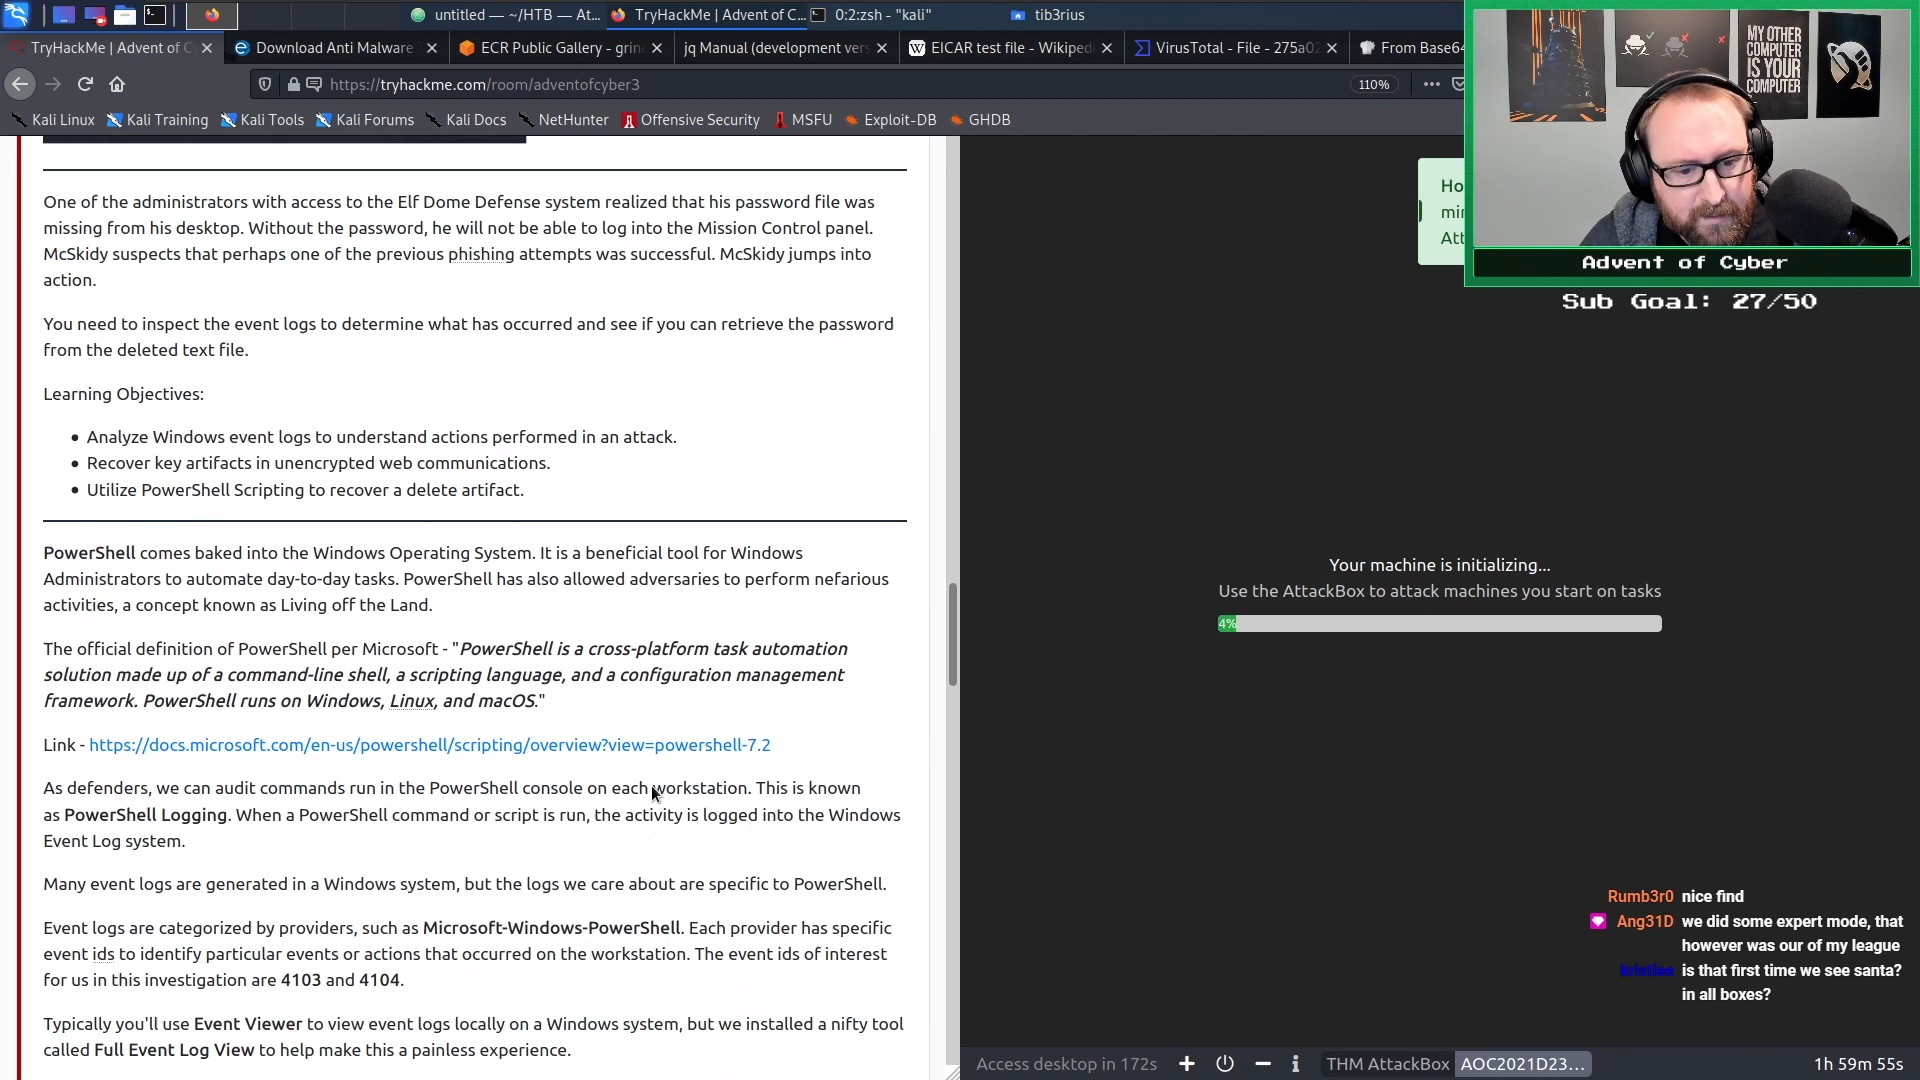 untitled — ~/HTB — At...
TryHackMe | Advent of C...
0:2:zsh - "kali"
tib3rius
TryHackMe | Advent of C
Download Anti Malware
ECR Public Gallery - grin
jq Manual (development ver
EICAR test file - Wikiped
VirusTotal - File - 275a0
From Base64
https://tryhackme.com/room/adventofcyber3
110%
Kali Linux
Kali Training
Kali Tools
Kali Forums
Kali Docs
NetHunter
Offensive Security
MSFU
Exploit-DB
GHDB
One of the administrators with access to the Elf Dome Defense system realized that his password file was
missing from his desktop. Without the password, he will not be able to log into the Mission Control panel.
McSkidy suspects that perhaps one of the previous phishing attempts was successful. McSkidy jumps into
action.
You need to inspect the event logs to determine what has occurred and see if you can retrieve the password
from the deleted text file.
Learning Objectives:
• Analyze Windows event logs to understand actions performed in an attack.
• Recover key artifacts in unencrypted web communications.
• Utilize PowerShell Scripting to recover a delete artifact.
PowerShell comes baked into the Windows Operating System. It is a beneficial tool for Windows
Administrators to automate day-to-day tasks. PowerShell has also allowed adversaries to perform nefarious
activities, a concept known as Living off the Land.
The official definition of PowerShell per Microsoft - "PowerShell is a cross-platform task automation
solution made up of a command-line shell, a scripting language, and a configuration management
framework. PowerShell runs on Windows, Linux, and macOS."
Link - https://docs.microsoft.com/en-us/powershell/scripting/overview?view=powershell-7.2
As defenders, we can audit commands run in the PowerShell console on each workstation. This is known
as PowerShell Logging. When a PowerShell command or script is run, the activity is logged into the Windows
Event Log system.
Many event logs are generated in a Windows system, but the logs we care about are specific to PowerShell.
Event logs are categorized by providers, such as Microsoft-Windows-PowerShell. Each provider has specific
event ids to identify particular events or actions that occurred on the workstation. The event ids of interest
for us in this investigation are 4103 and 4104.
Typically you'll use Event Viewer to view event logs locally on a Windows system, but we installed a nifty tool
called Full Event Log View to help make this a painless experience.
Ho
min
Att
MY OTHER
COMPUTER
IS YOUR
COMPUTER
Advent of Cyber
Sub Goal: 27/50
Your machine is initializing...
Use the AttackBox to attack machines you start on tasks
4%
Rumb3r0 nice find
Ang31D we did some expert mode, that
however was our of my league
is that first time we see santa?
in all boxes?
Access desktop in 172s
THM AttackBox
AOC2021D23...
1h 59m 55s